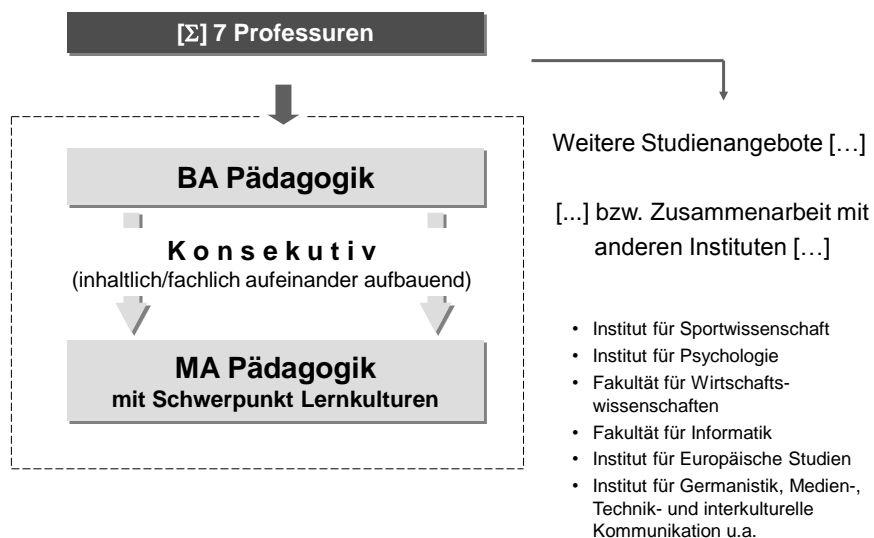 [Σ] 7 Professuren
BA Pädagogik
Konsekutiv
(inhaltlich/fachlich aufeinander aufbauend)
MA Pädagogik
mit Schwerpunkt Lernkulturen
Weitere Studienangebote […]
[...] bzw. Zusammenarbeit mit
anderen Instituten […]
• Institut für Sportwissenschaft
• Institut für Psychologie
• Fakultät für Wirtschafts-
wissenschaften
• Fakultät für Informatik
• Institut für Europäische Studien
• Institut für Germanistik, Medien-,
Technik- und interkulturelle
Kommunikation u.a.